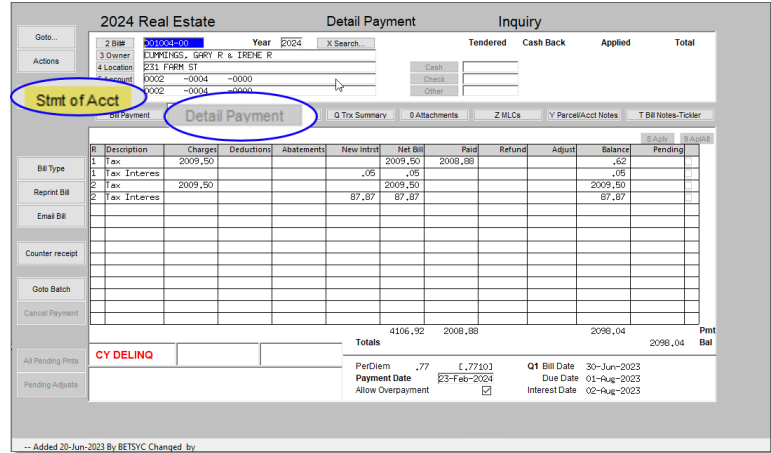 2024 Real Estate Detail Payment Inquiry
Goto...
Actions
2 Bill# 001004-00 Year 2024 X Search... Tendered Cash Back Applied Total
3 Owner CUMMINGS, GARY R & IRENE R
4 Location 231 FARM ST Cash
5 Account 0002 -0004 -0000 Check
0002 -0004 -0000 Other
Stmt of Acct
Bill Payment Detail Payment Q Trx Summary 0 Attachments Z MLCs Y Parcel/Acct Notes T Bill Notes-Tickler
8 Aply 9 AplAlt
R Description Charges Deductions Abatements New Intrst Net Bill Paid Refund Adjust Balance Pending
1 Tax 2009.50 2009.50 2008.88 .62
1 Tax Interes .05 .05 .05
2 Tax 2009.50 2009.50 2009.50
2 Tax Interes 87.87 87.87 87.87
Bill Type
Reprint Bill
Email Bill
Counter receipt
Goto Batch
Cancel Payment
All Pending Pmts
Pending Adjusts
4106.92 2008.88 2098.04 Pmt
Totals 2098.04 Bal
CY DELINQ
PerDiem .77 [.7710] Q1 Bill Date 30-Jun-2023
Payment Date 23-Feb-2024 Due Date 01-Aug-2023
Allow Overpayment Interest Date 02-Aug-2023
-- Added 20-Jun-2023 By BETSYC Changed by